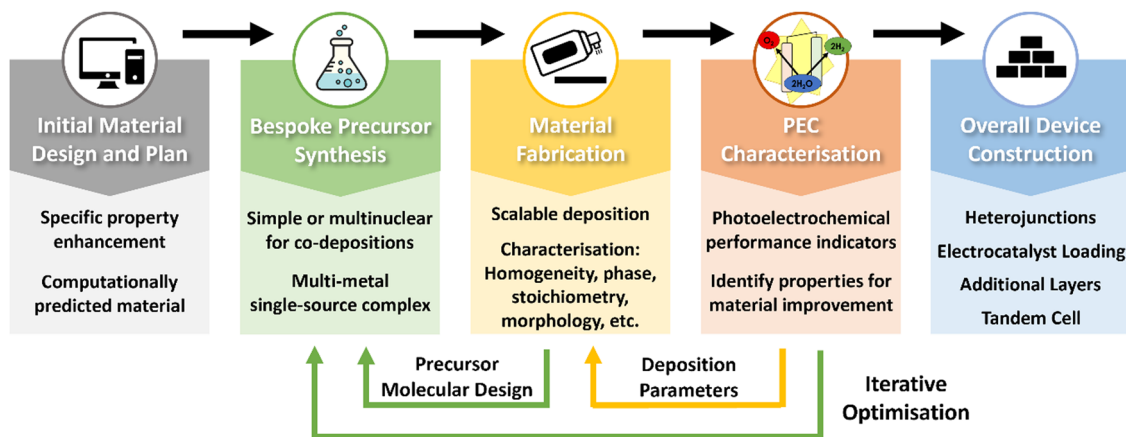 O₂
2H₂
2H₂O
Initial Material
Design and Plan
Specific property
enhancement
Computationally
predicted material
Bespoke Precursor
Synthesis
Simple or multinuclear
for co-depositions
Multi-metal
single-source complex
Material
Fabrication
Scalable deposition
Characterisation:
Homogeneity, phase,
stoichiometry,
morphology, etc.
PEC
Characterisation
Photoelectrochemical
performance indicators
Identify properties for
material improvement
Overall Device
Construction
Heterojunctions
Electrocatalyst Loading
Additional Layers
Tandem Cell
Precursor
Molecular Design
Deposition
Parameters
Iterative
Optimisation